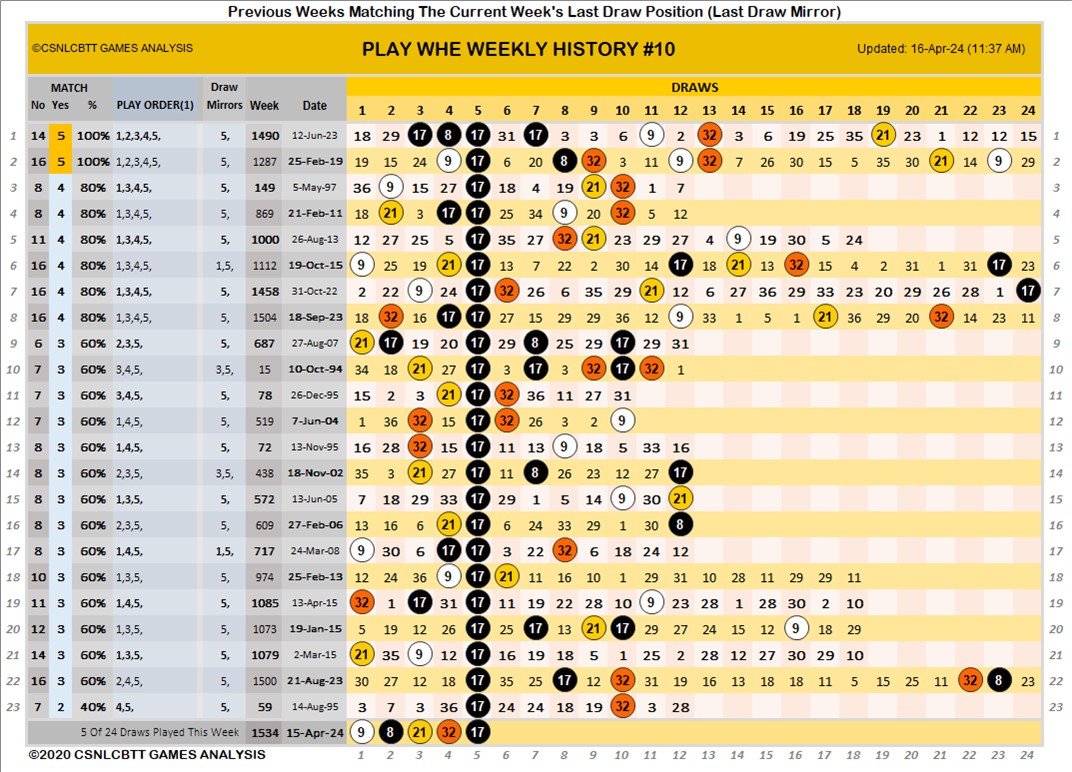 Previous Weeks Matching The Current Week's Last Draw Position (Last Draw Mirror)
©CSNLCBTT GAMES ANALYSIS PLAY WHE WEEKLY HISTORY #10 Updated: 16-Apr-24 (11:37 AM)
MATCH Draw DRAWS
No Yes % PLAY ORDER(1) Mirrors Week Date 1 2 3 4 5 6 7 8 9 10 11 12 13 14 15 16 17 18 19 20 21 22 23 24
1 14 5 100% 1,2,3,4,5, 5, 1490 12-Jun-23 18 29 17 8 17 31 17 3 3 6 9 2 32 3 6 19 25 35 21 23 1 12 12 15 1
2 16 5 100% 1,2,3,4,5, 5, 1287 25-Feb-19 19 15 24 9 17 6 20 8 32 3 11 9 32 7 26 30 15 5 35 30 21 14 9 29 2
3 8 4 80% 1,3,4,5, 5, 149 5-May-97 36 9 15 27 17 18 4 19 21 32 1 7 3
4 8 4 80% 1,3,4,5, 5, 869 21-Feb-11 18 21 3 17 17 25 34 9 20 32 5 12 4
5 11 4 80% 1,3,4,5, 5, 1000 26-Aug-13 12 27 25 5 17 35 27 32 21 23 29 27 4 9 19 30 5 24 5
6 16 4 80% 1,3,4,5, 1,5, 1112 19-Oct-15 9 25 19 21 17 13 7 22 2 30 14 17 18 21 13 32 15 4 2 31 1 31 17 23 6
7 16 4 80% 1,3,4,5, 5, 1458 31-Oct-22 2 22 9 24 17 32 26 6 35 29 21 12 6 27 36 29 33 23 20 29 26 28 1 17 7
8 16 4 80% 1,3,4,5, 5, 1504 18-Sep-23 18 32 16 17 17 27 15 29 29 36 12 9 33 1 5 1 21 36 29 20 32 14 23 11 8
9 6 3 60% 2,3,5, 5, 687 27-Aug-07 21 17 19 20 17 29 8 25 29 17 29 31 9
10 7 3 60% 3,4,5, 3,5, 15 10-Oct-94 34 18 21 27 17 3 17 3 32 17 32 1 10
11 7 3 60% 3,4,5, 5, 78 26-Dec-95 15 2 3 21 17 32 36 11 27 31 11
12 7 3 60% 1,4,5, 5, 519 7-Jun-04 1 36 32 15 17 32 26 3 2 9 12
13 8 3 60% 1,4,5, 5, 72 13-Nov-95 16 28 32 15 17 11 13 9 18 5 33 16 13
14 8 3 60% 2,3,5, 3,5, 438 18-Nov-02 35 3 21 27 17 11 8 26 23 12 27 17 14
15 8 3 60% 1,3,5, 5, 572 13-Jun-05 7 18 29 33 17 29 1 5 14 9 30 21 15
16 8 3 60% 2,3,5, 5, 609 27-Feb-06 13 16 6 21 17 6 24 33 29 1 30 8 16
17 8 3 60% 1,4,5, 1,5, 717 24-Mar-08 9 30 6 17 17 3 22 32 6 18 24 12 17
18 10 3 60% 1,3,5, 5, 974 25-Feb-13 12 24 36 9 17 21 11 16 10 1 29 31 10 28 11 29 29 11 18
19 11 3 60% 1,4,5, 5, 1085 13-Apr-15 32 1 17 31 17 11 19 22 28 10 9 23 28 1 28 30 2 10 19
20 12 3 60% 1,3,5, 5, 1073 19-Jan-15 5 19 12 26 17 25 17 13 21 17 29 27 24 15 12 9 18 29 20
21 14 3 60% 1,3,5, 5, 1079 2-Mar-15 21 35 9 12 17 16 19 18 5 1 25 2 28 12 27 30 29 10 21
22 16 3 60% 2,4,5, 5, 1500 21-Aug-23 30 27 12 18 17 35 25 17 12 32 31 19 16 13 18 18 11 5 15 25 11 32 8 23 22
23 7 2 40% 4,5, 5, 59 14-Aug-95 3 7 3 36 17 24 24 18 19 32 3 28 23
5 Of 24 Draws Played This Week 1534 15-Apr-24 9 8 21 32 17
©2020 CSNLCBTT GAMES ANALYSIS 1 2 3 4 5 6 7 8 9 10 11 12 13 14 15 16 17 18 19 20 21 22 23 24